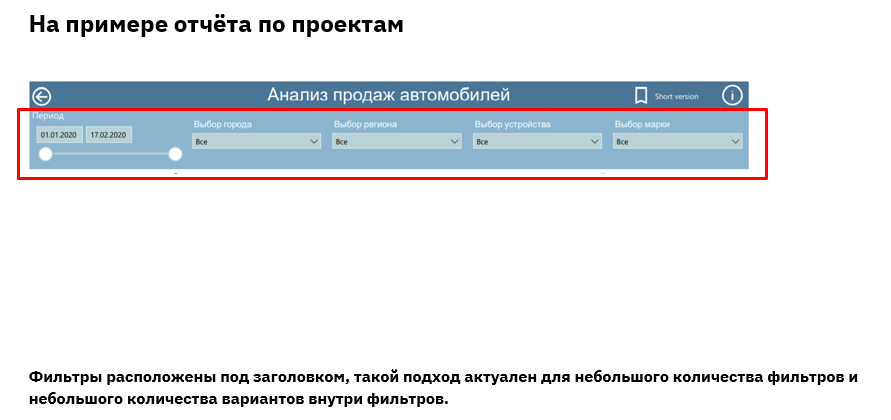 На примере отчёта по проектам
Анализ продаж автомобилей
Short version
i
Период
Выбор города
Выбор региона
Выбор устройства
Выбор марки
01.01.2020 17.02.2020
Все
Все
Все
Все
Фильтры расположены под заголовком, такой подход актуален для небольшого количества фильтров и
небольшого количества вариантов внутри фильтров.